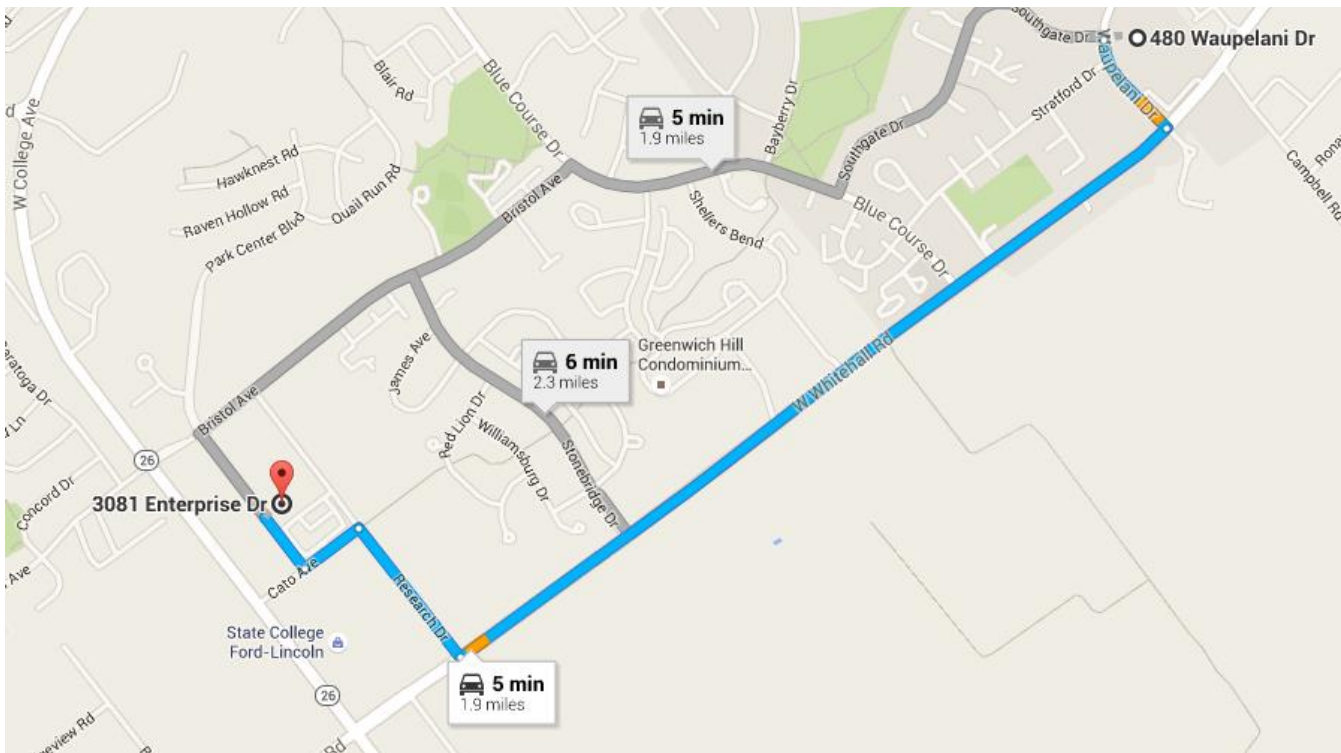 Southgate Dr
480 Waupelani Dr
Waupelani Dr
Stratford Dr
Blair Rd
Blue Course Dr
5 min
1.9 miles
Bayberry Dr
Southgate Dr
Campbell Rd
W College Ave
Hawknest Rd
Raven Hollow Rd
Quail Run Rd
Park Center Blvd
Bristol Ave
Shellers Bend
Blue Course Dr
James Ave
6 min
2.3 miles
Greenwich Hill
Condominium...
W Whitehall Rd
Bristol Ave
Red Lion Dr
Williamsburg Dr
Stonebridge Dr
26
Concord Dr
3081 Enterprise Dr
Cato Ave
Research Dr
State College
Ford-Lincoln
5 min
1.9 miles
26
Rd